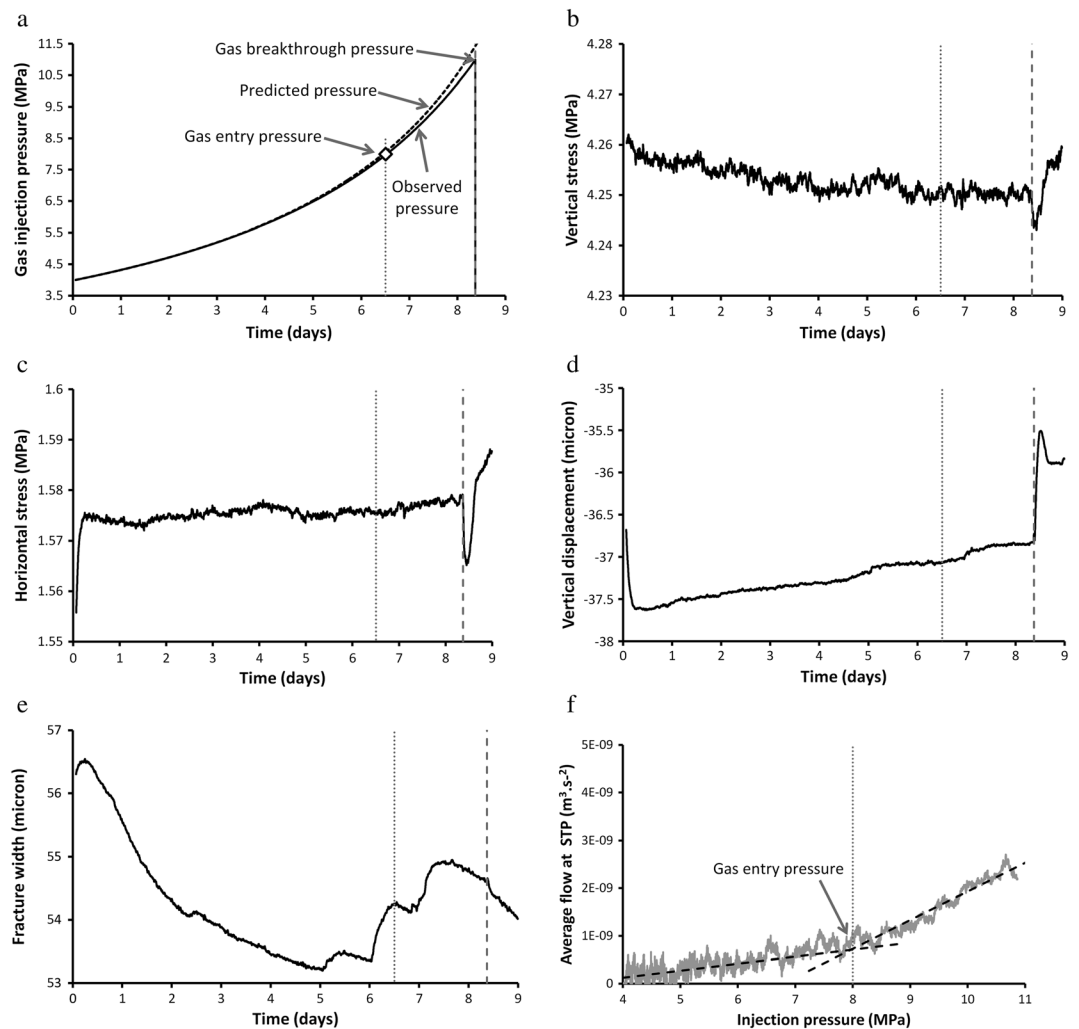 a
11.5
10.5
9.5
8.5
7.5
6.5
5.5
4.5
3.5
Gas injection pressure (MPa)
Gas breakthrough pressure
Predicted pressure
Gas entry pressure
Observed
pressure
0 1 2 3 4 5 6 7 8 9
Time (days)
b
4.28
4.27
4.26
4.25
4.24
4.23
Vertical stress (MPa)
0 1 2 3 4 5 6 7 8 9
Time (days)
c
1.6
1.59
1.58
1.57
1.56
1.55
Horizontal stress (MPa)
0 1 2 3 4 5 6 7 8 9
Time (days)
d
-35
-35.5
-36
-36.5
-37
-37.5
-38
Vertical displacement (micron)
0 1 2 3 4 5 6 7 8 9
Time (days)
e
57
56
55
54
53
Fracture width (micron)
0 1 2 3 4 5 6 7 8 9
Time (days)
f
5E-09
4E-09
3E-09
2E-09
1E-09
0
Average flow at STP (m³.s⁻²)
Gas entry pressure
4 5 6 7 8 9 10 11
Injection pressure (MPa)